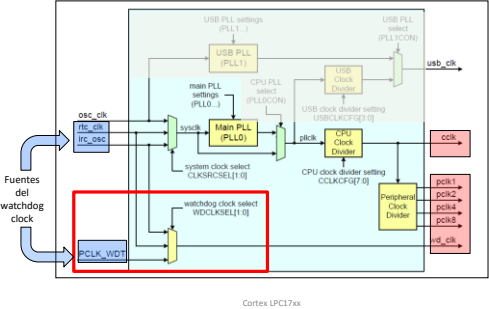 USB PLL settings
(PLL1...)
USB PLL
select
(PLL1CON)
USB PLL
(PLL1)
usb_clk
main PLL
settings
(PLL0...)
CPU PLL
select
(PLL0CON)
USB
Clock
Divider
USB clock divider setting
USBCLKCFG[3:0]
osc_clk
rtc_clk
irc_osc
sysclk
Main PLL
(PLL0)
pllclk
CPU
Clock
Divider
cclk
system clock select
CLKSRCSEL[1:0]
CPU clock divider setting
CCLKCFG[7:0]
Fuentes
del
watchdog
clock
watchdog clock select
WDCLKSEL[1:0]
Peripheral
Clock
Divider
pclk1
pclk2
pclk4
pclk8
wd_clk
PCLK_WDT
Cortex LPC17xx